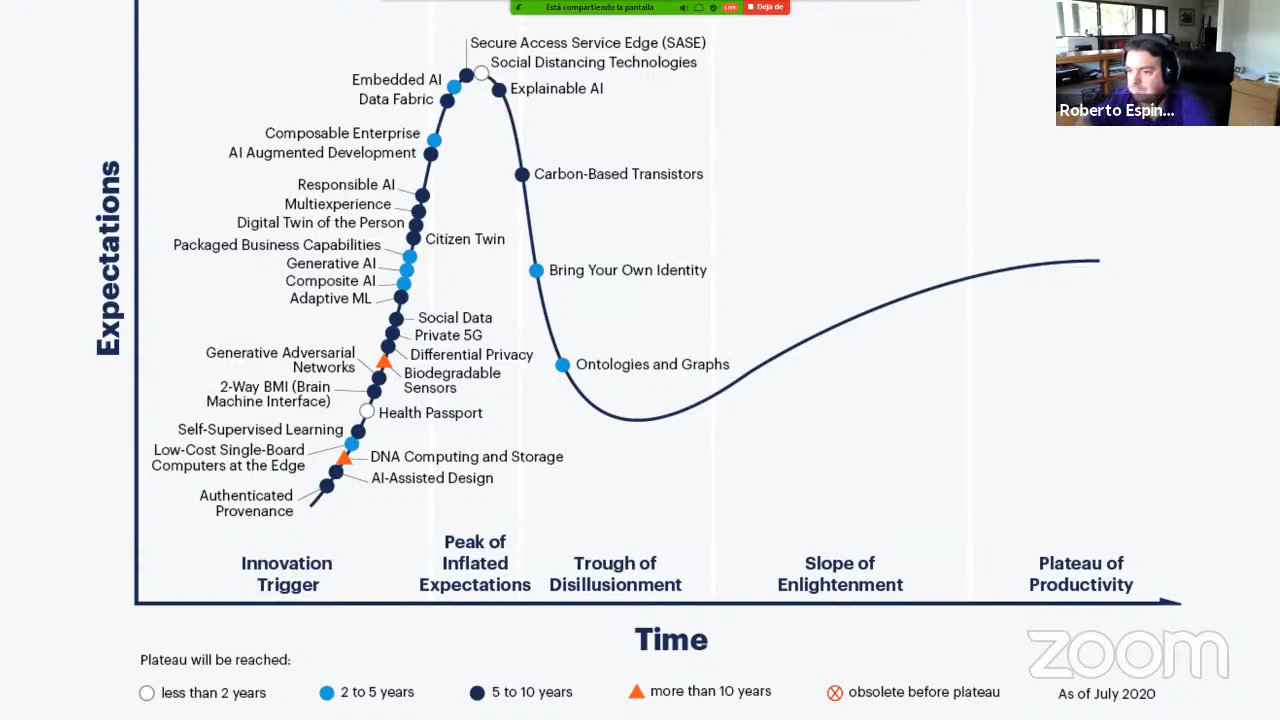 Está compartiendo la pantalla
LIVE
Deja de
Roberto Espin...
Expectations
Secure Access Service Edge (SASE)
Social Distancing Technologies
Embedded AI
Explainable AI
Data Fabric
Composable Enterprise
AI Augmented Development
Carbon-Based Transistors
Responsible AI
Multiexperience
Digital Twin of the Person
Citizen Twin
Packaged Business Capabilities
Generative AI
Bring Your Own Identity
Composite AI
Adaptive ML
Social Data
Private 5G
Generative Adversarial
Networks
Differential Privacy
Ontologies and Graphs
Biodegradable
Sensors
2-Way BMI (Brain
Machine Interface)
Health Passport
Self-Supervised Learning
Low-Cost Single-Board
Computers at the Edge
DNA Computing and Storage
AI-Assisted Design
Authenticated
Provenance
Innovation
Trigger
Peak of
Inflated
Expectations
Trough of
Disillusionment
Slope of
Enlightenment
Plateau of
Productivity
Time
zoom
Plateau will be reached:
less than 2 years
2 to 5 years
5 to 10 years
more than 10 years
obsolete before plateau
As of July 2020